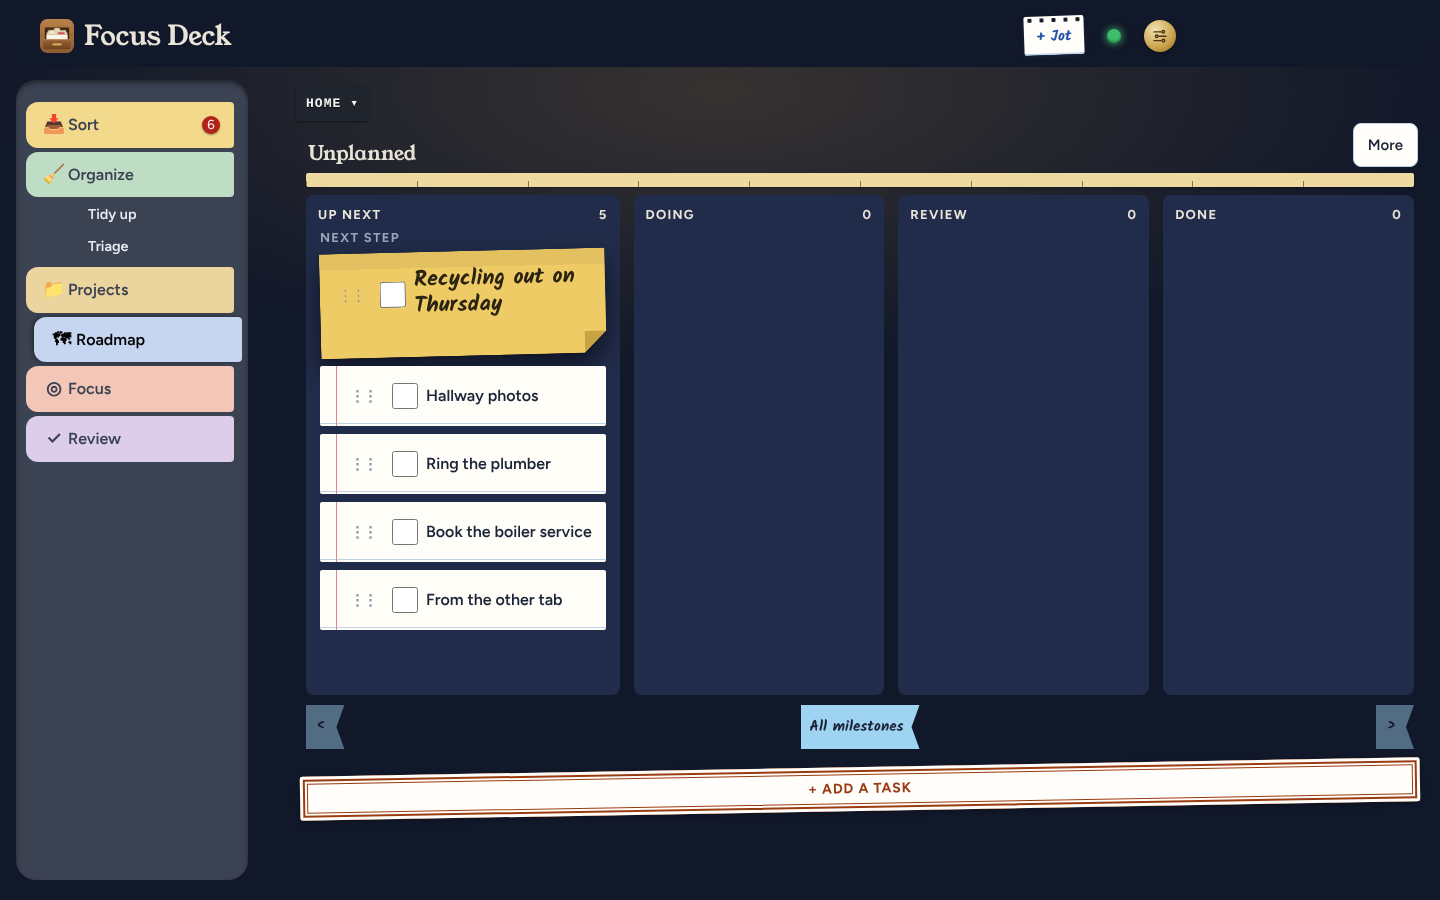 Focus Deck
+ Jot
Sort
6
Organize
Tidy up
Triage
Projects
Roadmap
Focus
Review
HOME ▾
Unplanned
More
UP NEXT 5
NEXT STEP
Recycling out on
Thursday
Hallway photos
Ring the plumber
Book the boiler service
From the other tab
DOING 0
REVIEW 0
DONE 0
<
All milestones
>
+ ADD A TASK